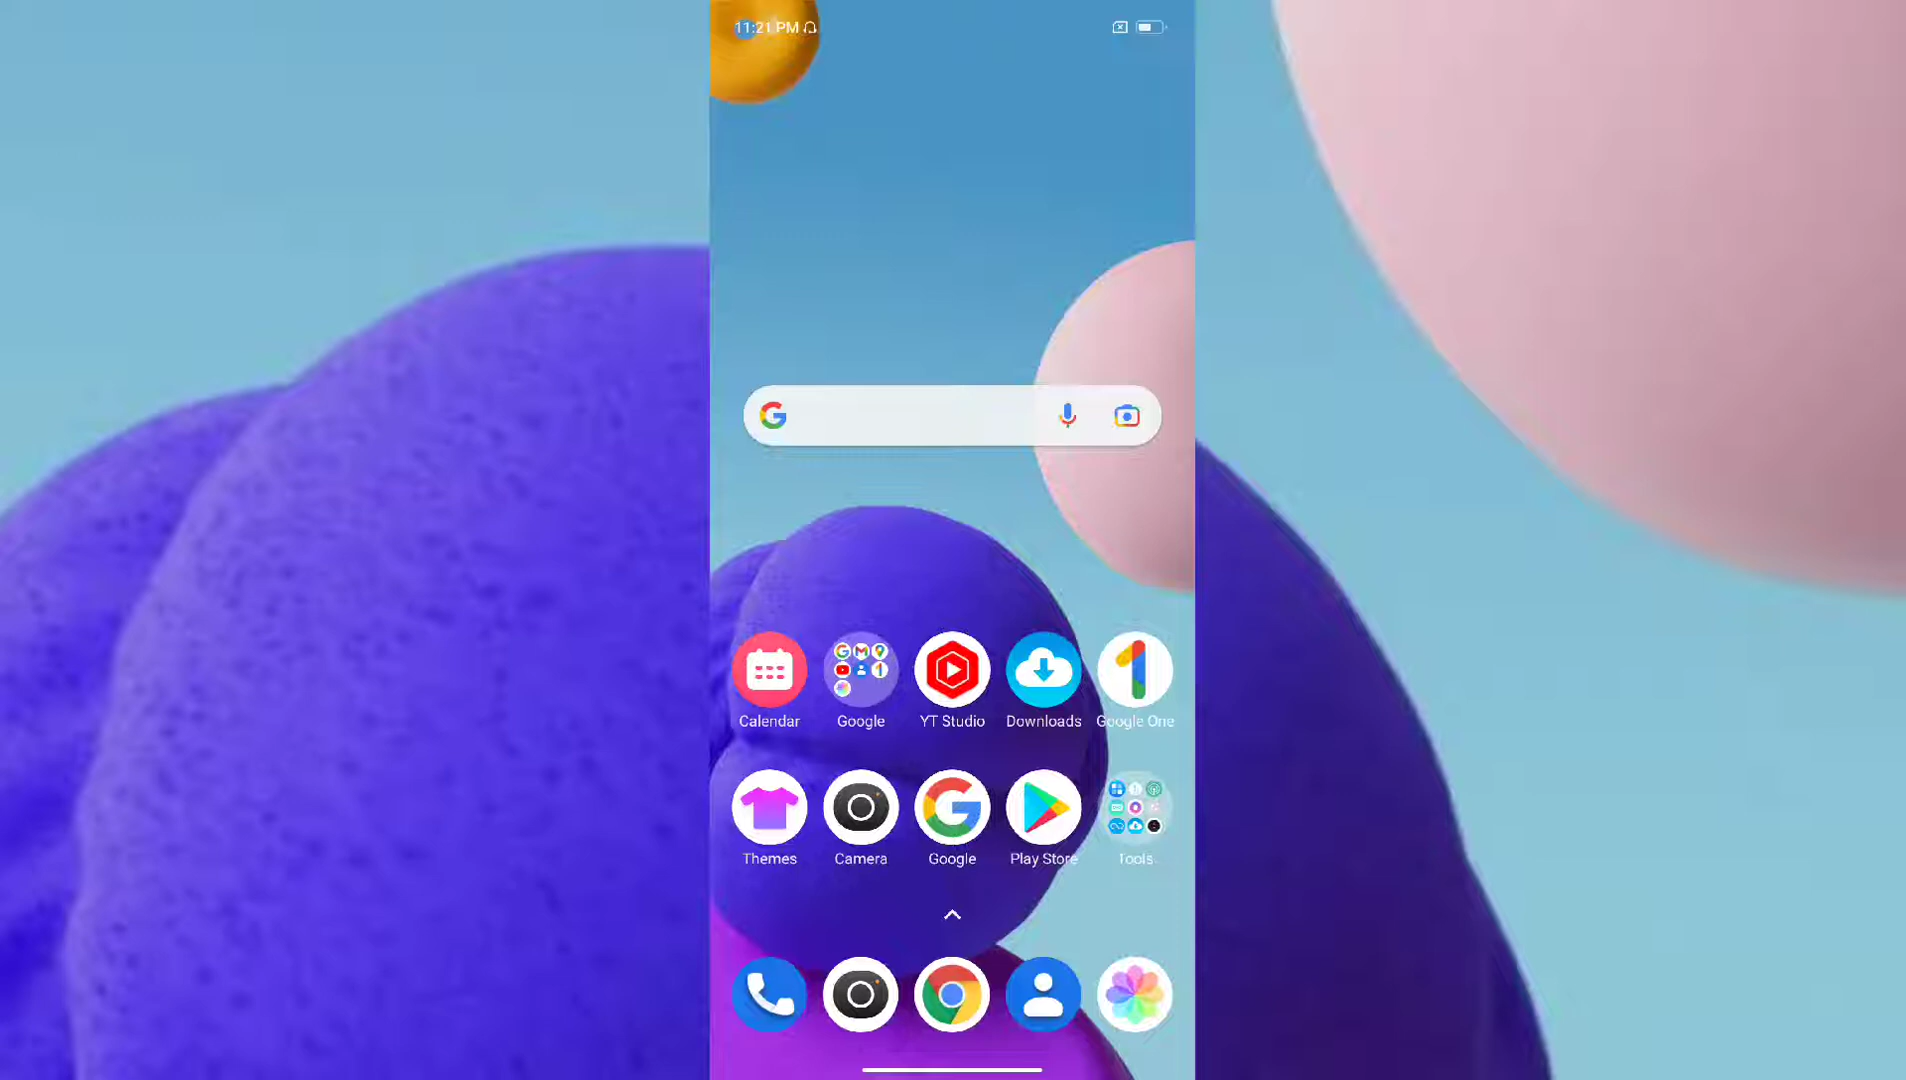 11:21 PM
Calendar Google YT Studio Downloads Google One
Themes Camera Google Play Store Tools